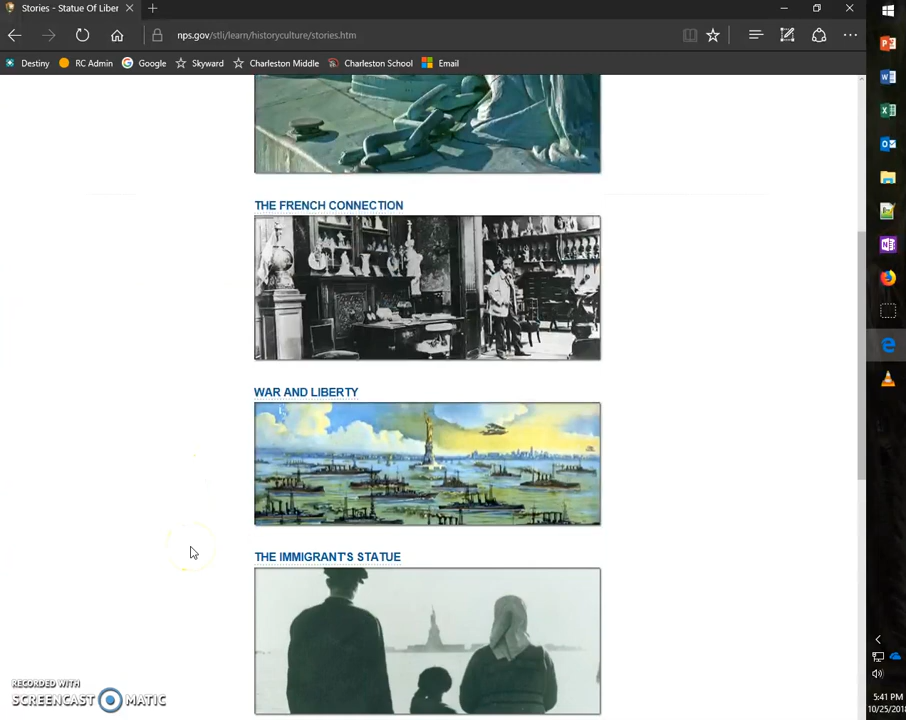 Stories - Statue Of Liber
nps.gov/stli/learn/historyculture/stories.htm
Destiny RC Admin Google Skyward Charleston Middle Charleston School Email
THE FRENCH CONNECTION
WAR AND LIBERTY
THE IMMIGRANT'S STATUE
RECORDED WITH
SCREENCAST MATIC
5:41 PM
10/25/201